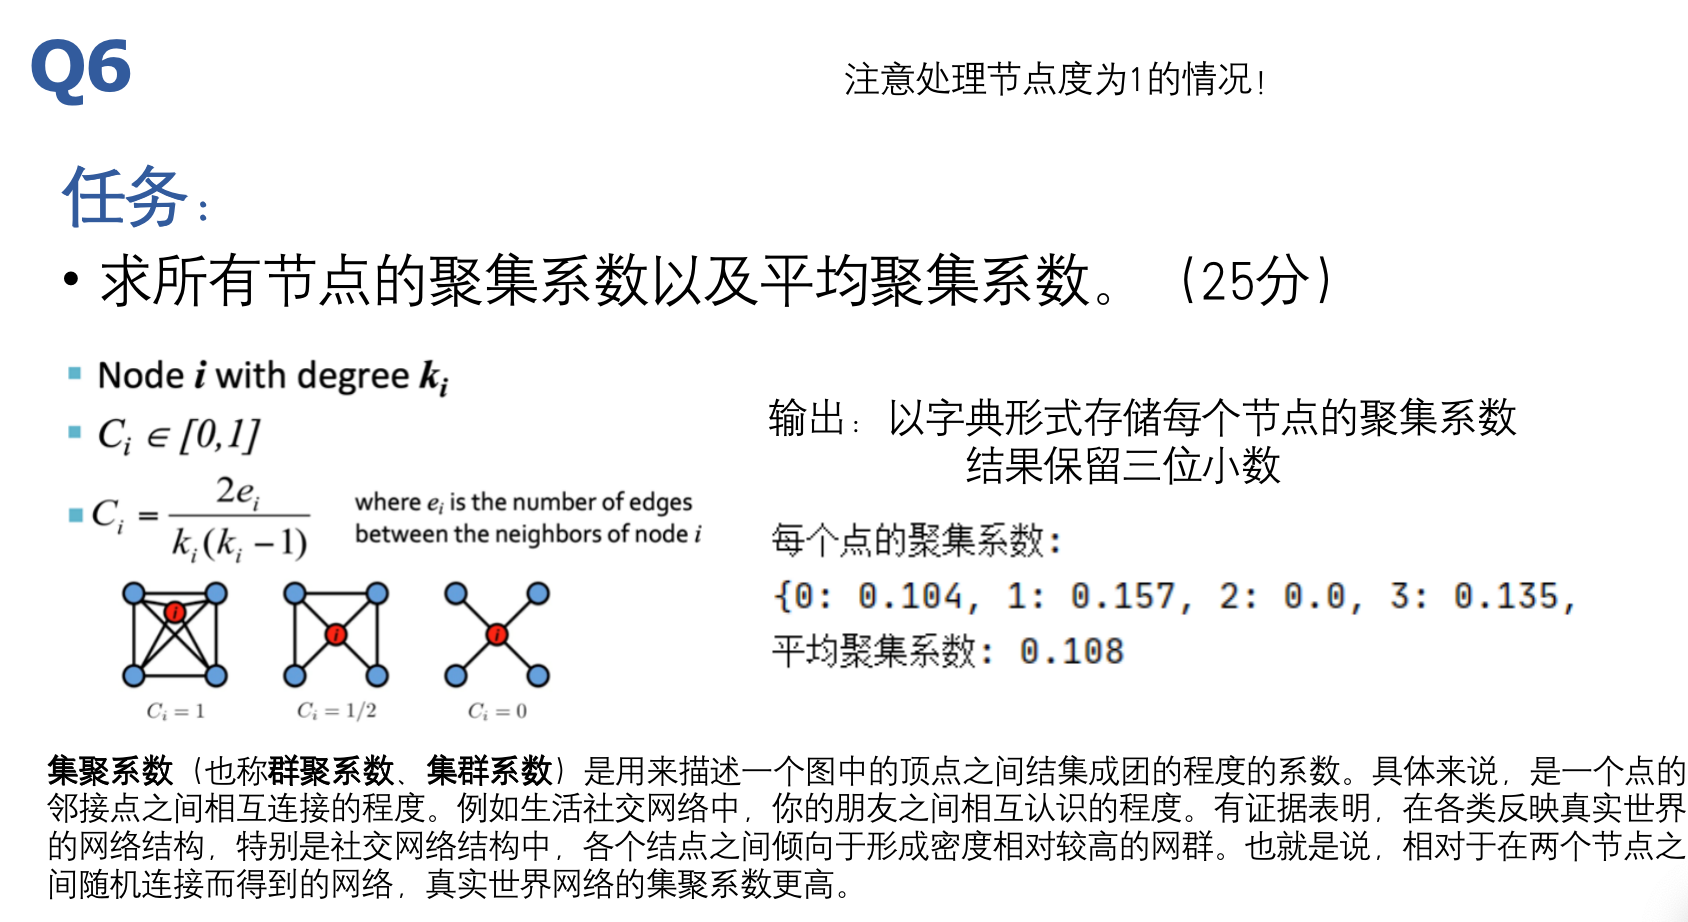 Q6
注意处理节点度为1的情况!
任务:
• 求所有节点的聚集系数以及平均聚集系数。(25分)
Node i with degree kᵢ
Cᵢ ∈ [0,1]
Cᵢ = 2eᵢ / kᵢ(kᵢ − 1)
where eᵢ is the number of edges
between the neighbors of node i
i
i
i
Cᵢ = 1
Cᵢ = 1/2
Cᵢ = 0
输出: 以字典形式存储每个节点的聚集系数
结果保留三位小数
每个点的聚集系数:
{0: 0.104, 1: 0.157, 2: 0.0, 3: 0.135,
平均聚集系数: 0.108
集聚系数(也称群聚系数、集群系数)是用来描述一个图中的顶点之间结集成团的程度的系数。具体来说,是一个点的
邻接点之间相互连接的程度。例如生活社交网络中,你的朋友之间相互认识的程度。有证据表明,在各类反映真实世界
的网络结构,特别是社交网络结构中,各个结点之间倾向于形成密度相对较高的网群。也就是说,相对于在两个节点之
间随机连接而得到的网络,真实世界网络的集聚系数更高。